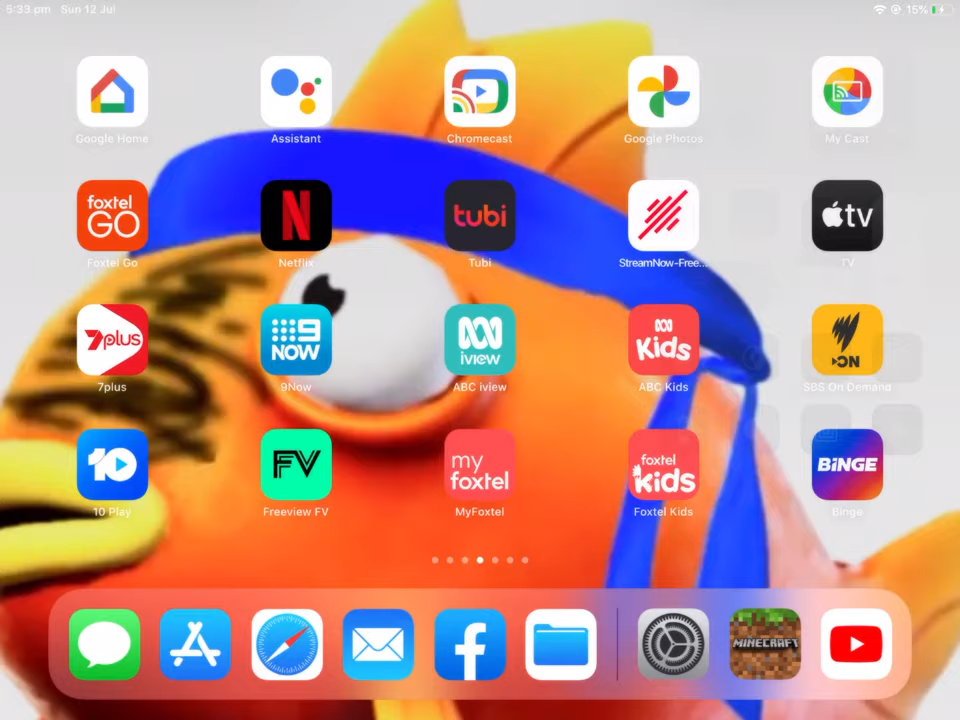 5:33 pm Sun 12 Jul
15%
Google Home
Assistant
Chromecast
Google Photos
My Cast
foxtel
GO
Foxtel Go
N
Netflix
tubi
Tubi
StreamNow-Free...
tv
TV
7plus
7plus
9
NOW
9Now
iview
ABC iview
Kids
ABC Kids
ON
SBS On Demand
10
10 Play
FV
Freeview FV
my
foxtel
MyFoxtel
foxtel
kids
Foxtel Kids
BiNGE
Binge
f
MINECRAFT